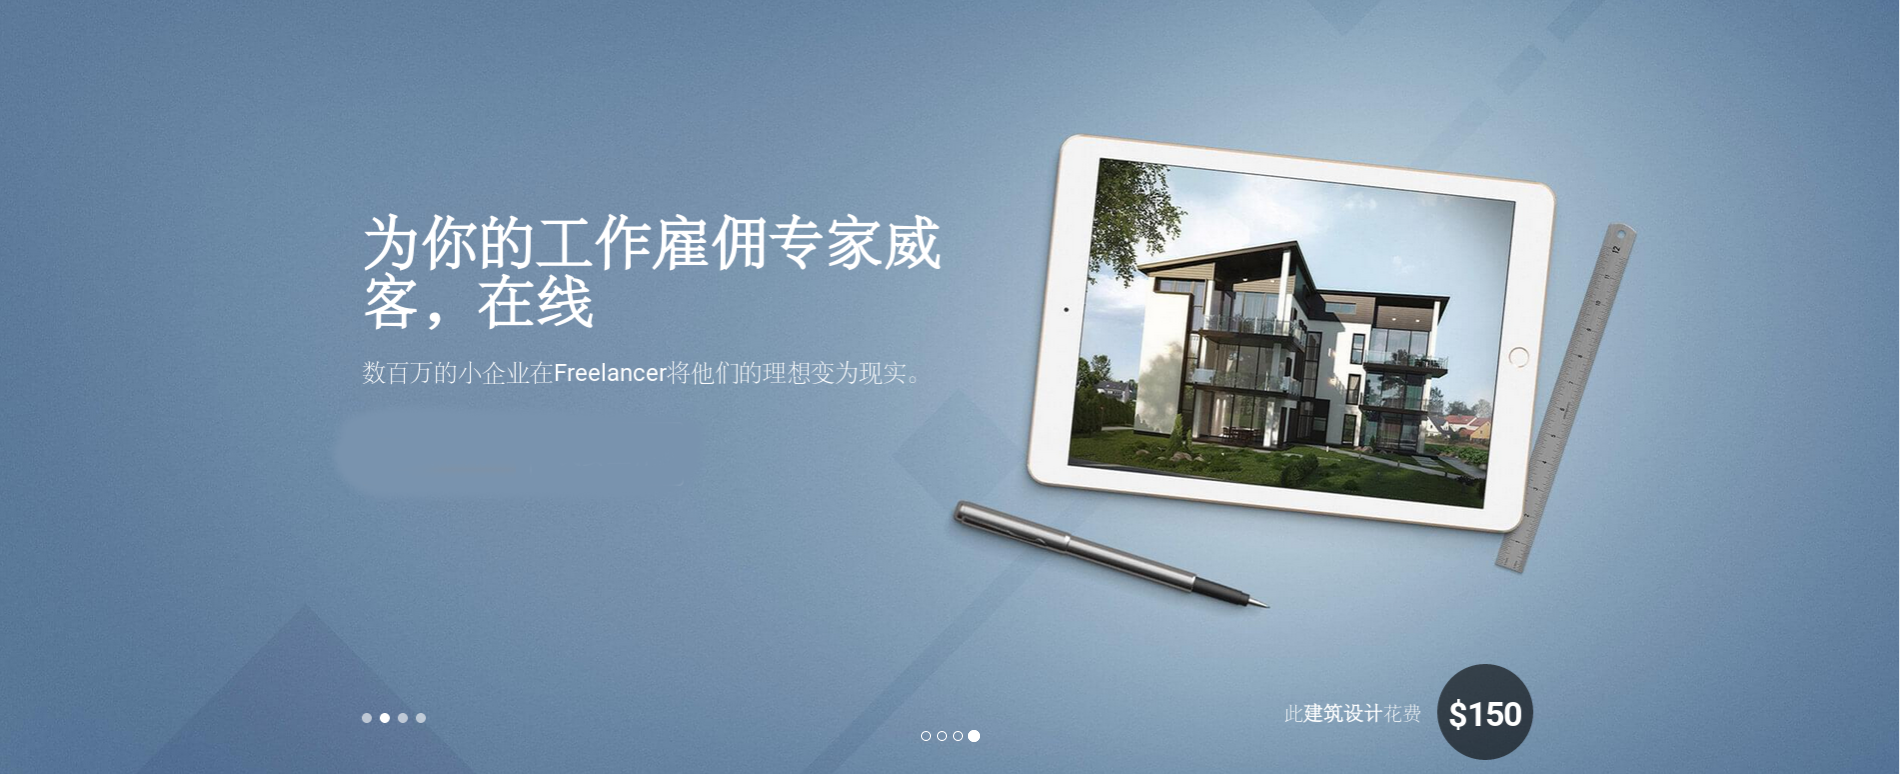 为你的工作雇佣专家威
客，在线
数百万的小企业在Freelancer将他们的理想变为现实。
此建筑设计花费
$150
12